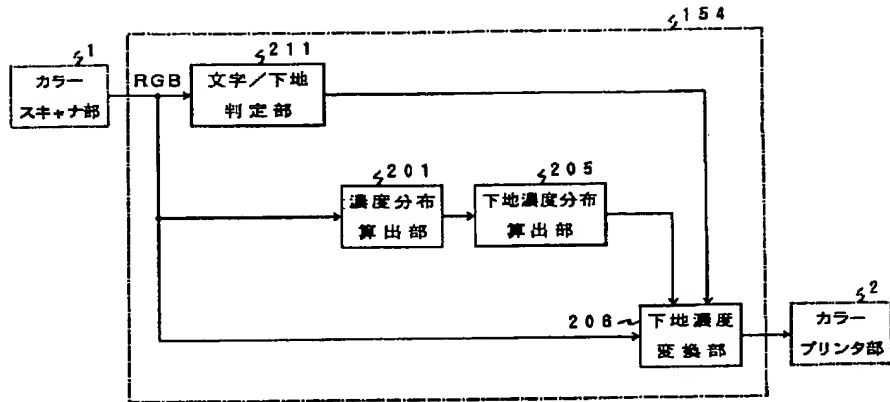 154
1
カラー
スキャナ部
RGB
211
文字/下地
判定部
201
濃度分布
算出部
205
下地濃度分布
算出部
206
下地濃度
変換部
2
カラー
プリンタ部